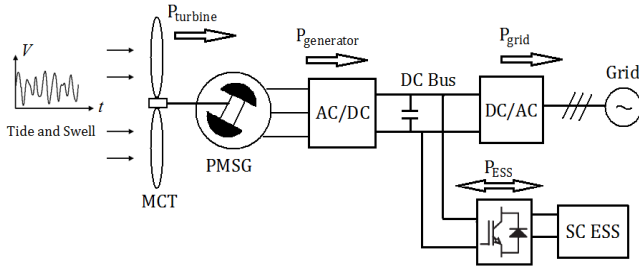 P_turbine
P_generator
P_grid
V
DC Bus
Grid
AC/DC
DC/AC
t
Tide and Swell
PMSG
MCT
P_ESS
SC ESS